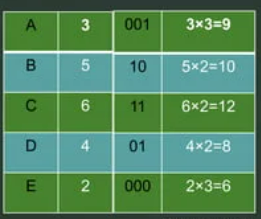 A 3 001 3×3=9
B 5 10 5×2=10
C 6 11 6×2=12
D 4 01 4×2=8
E 2 000 2×3=6